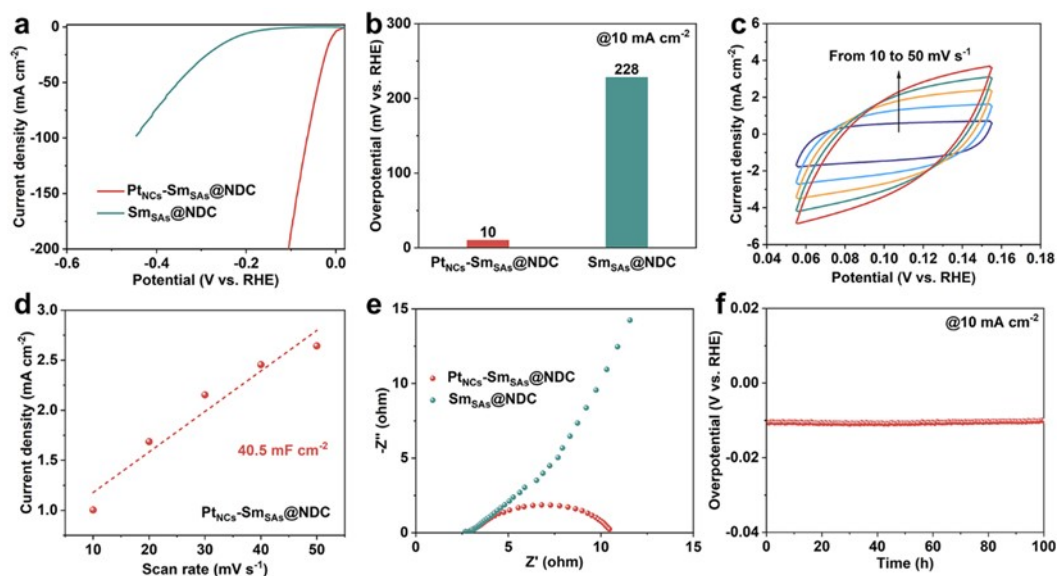 a
Current density (mA cm⁻²)
0
-50
-100
-150
-200
Pt_NCs-Sm_SAs@NDC
Sm_SAs@NDC
-0.6 -0.4 -0.2 0.0
Potential (V vs. RHE)
b
Overpotential (mV vs. RHE)
300
200
100
0
@10 mA cm⁻²
10
228
Pt_NCs-Sm_SAs@NDC Sm_SAs@NDC
c
Current density (mA cm⁻²)
6
4
2
0
-2
-4
-6
From 10 to 50 mV s⁻¹
0.04 0.06 0.08 0.10 0.12 0.14 0.16 0.18
Potential (V vs. RHE)
d
Current density (mA cm⁻²)
3.0
2.5
2.0
1.5
1.0
40.5 mF cm⁻²
Pt_NCs-Sm_SAs@NDC
10 20 30 40 50
Scan rate (mV s⁻¹)
e
-Z'' (ohm)
15
10
5
0
Pt_NCs-Sm_SAs@NDC
Sm_SAs@NDC
0 5 10 15
Z' (ohm)
f
Overpotential (V vs. RHE)
0.02
0.00
-0.02
-0.04
@10 mA cm⁻²
0 20 40 60 80 100
Time (h)